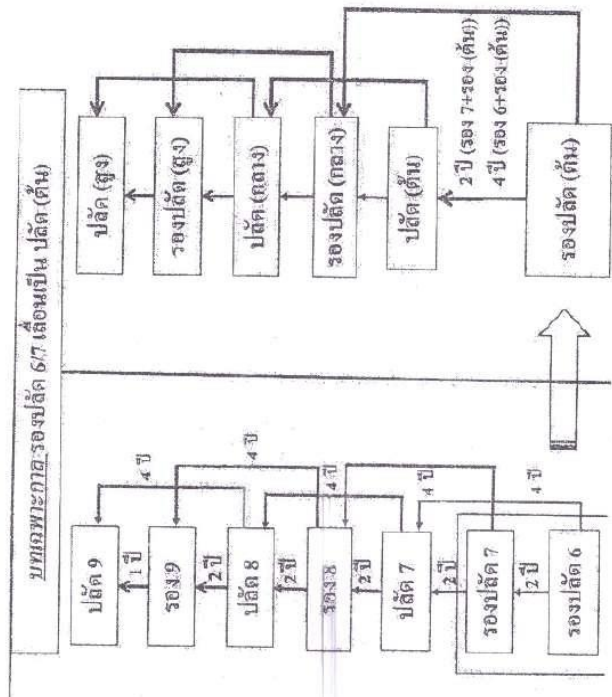 บทเฉพาะกาล รองปลัด 6/7 เลื่อนเป็น ปลัด (ต้น)
ปลัด 9
1 ปี
4 ปี
รอง 9
2 ปี
4 ปี
ปลัด 8
2 ปี
รอง 8
4 ปี
4 ปี
2 ปี
ปลัด 7
2 ปี
4 ปี
รองปลัด 7
2 ปี
4 ปี
รองปลัด 6
ปลัด (สูง)
รองปลัด (สูง)
ปลัด (กลาง)
รองปลัด (กลาง)
ปลัด (ต้น)
2 ปี (รอง 7+รอง (ต้น))
4 ปี (รอง 6+รอง (ต้น))
รองปลัด (ต้น)